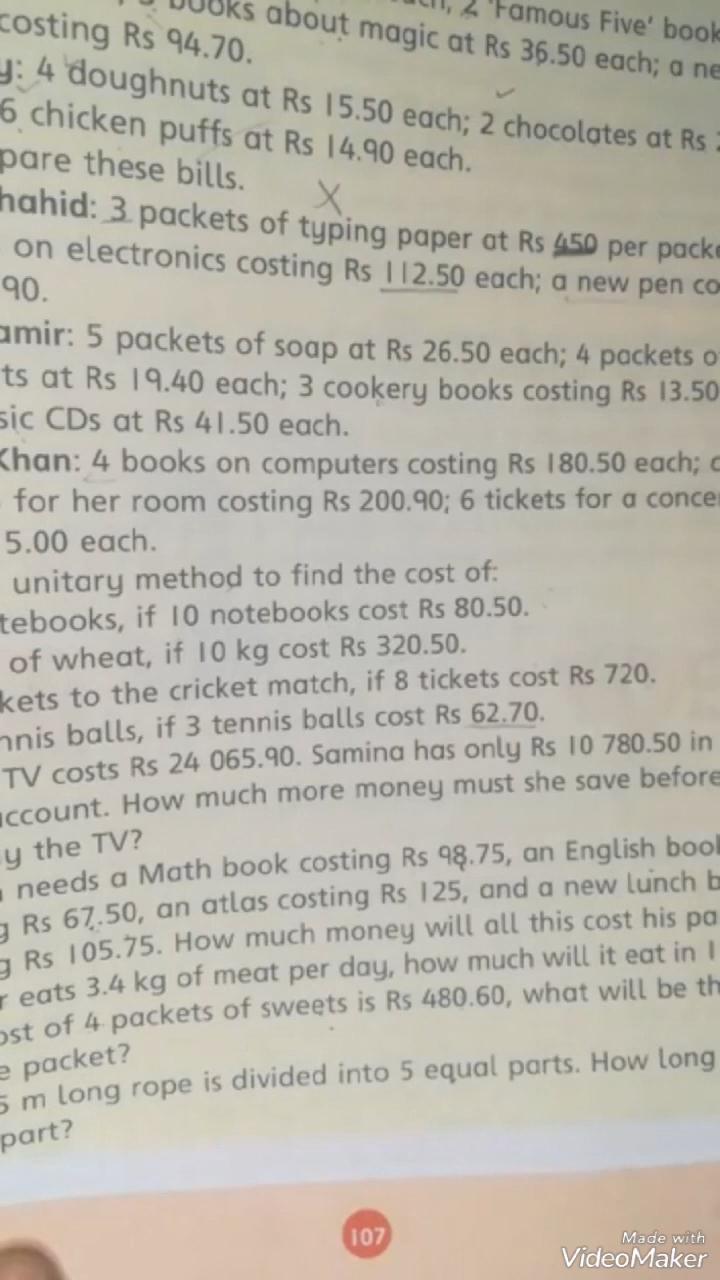 2 'Famous Five' book
books about magic at Rs 36.50 each; a ne
costing Rs 94.70.
y: 4 doughnuts at Rs 15.50 each; 2 chocolates at Rs
6 chicken puffs at Rs 14.90 each.
pare these bills.
hahid: 3 packets of typing paper at Rs 450 per packe
on electronics costing Rs 112.50 each; a new pen co
90.
amir: 5 packets of soap at Rs 26.50 each; 4 packets o
ts at Rs 19.40 each; 3 cookery books costing Rs 13.50
sic CDs at Rs 41.50 each.
Khan: 4 books on computers costing Rs 180.50 each;
for her room costing Rs 200.90; 6 tickets for a conce
5.00 each.
unitary method to find the cost of:
tebooks, if 10 notebooks cost Rs 80.50.
of wheat, if 10 kg cost Rs 320.50.
kets to the cricket match, if 8 tickets cost Rs 720.
nnis balls, if 3 tennis balls cost Rs 62.70.
TV costs Rs 24 065.90. Samina has only Rs 10 780.50 in
account. How much more money must she save before
y the TV?
needs a Math book costing Rs 98.75, an English book
g Rs 67.50, an atlas costing Rs 125, and a new lunch b
g Rs 105.75. How much money will all this cost his pa
r eats 3.4 kg of meat per day, how much will it eat in 1
ost of 4 packets of sweets is Rs 480.60, what will be th
e packet?
5 m long rope is divided into 5 equal parts. How long
part?
107
Made with
VideoMaker